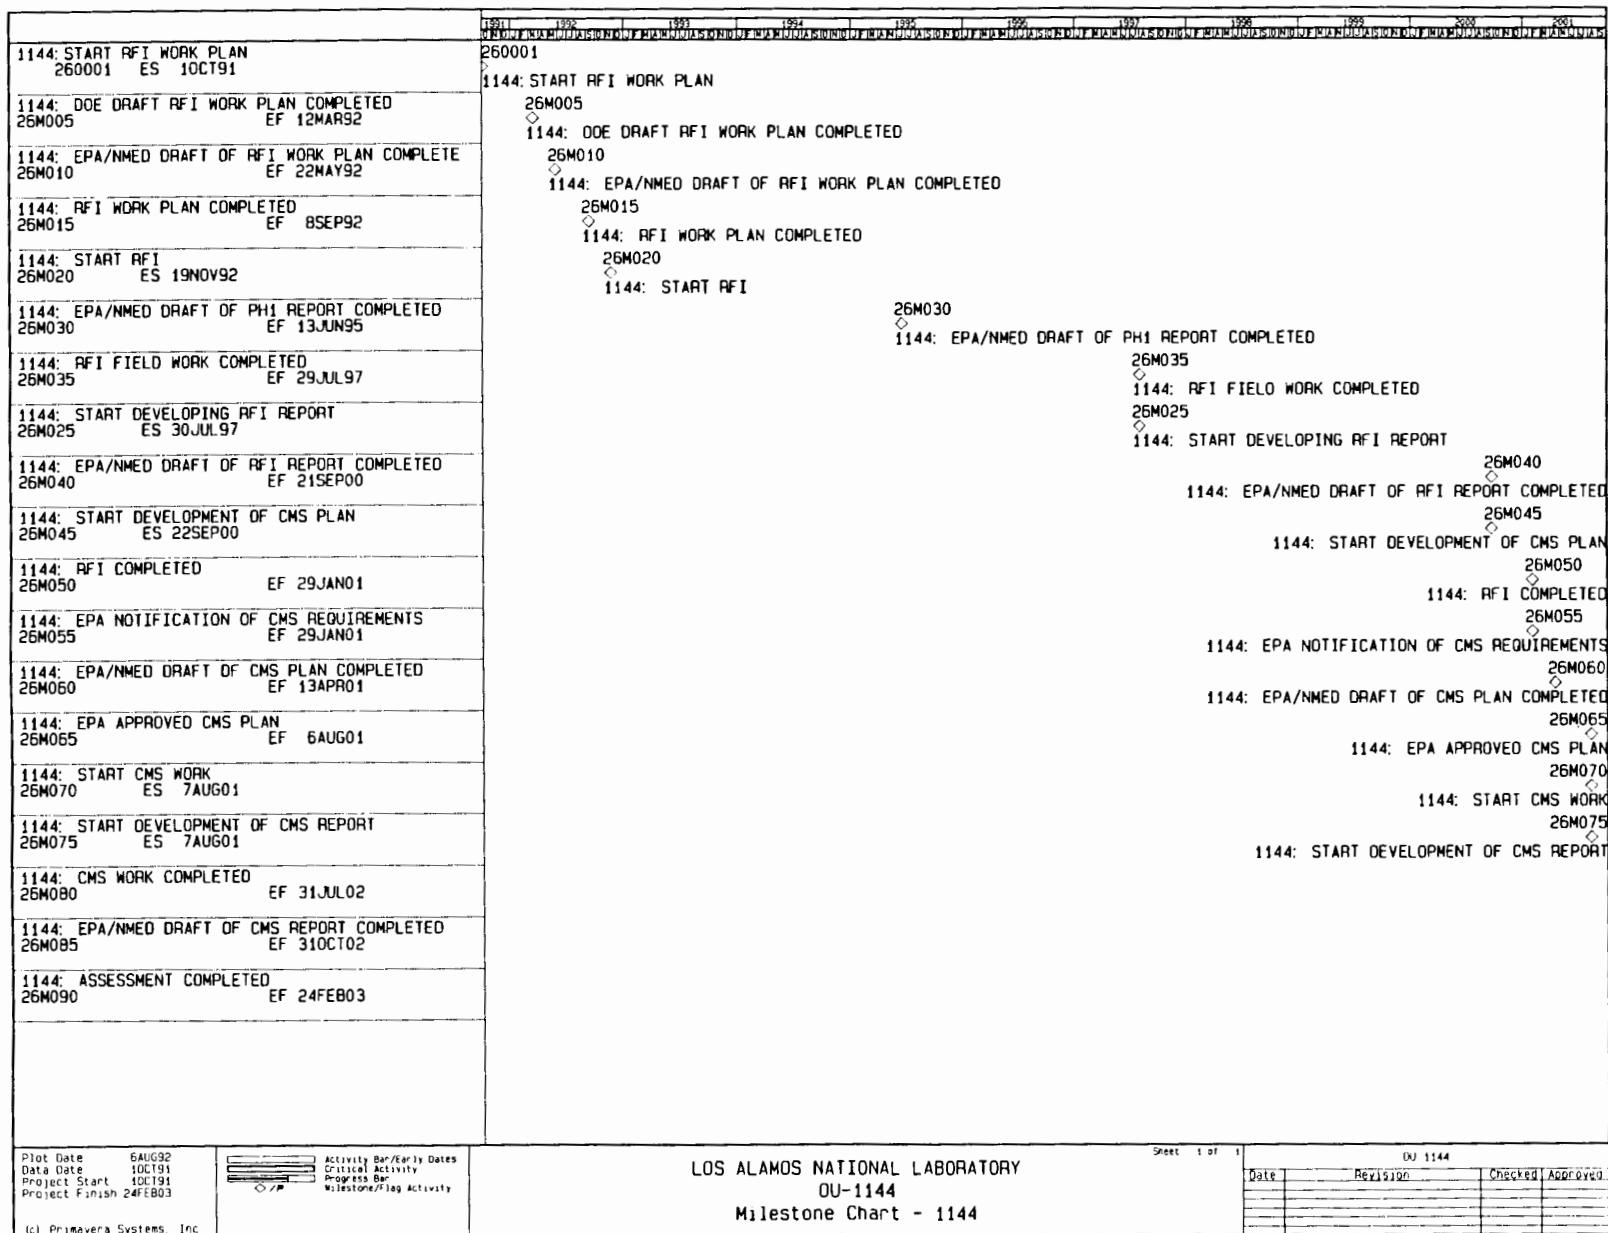 1991 1992 1993 1994 1995 1996 1997 1998 1999 2000 2001
1144: START RFI WORK PLAN
260001 ES 1OCT91
260001
1144: START RFI WORK PLAN
1144: DOE DRAFT RFI WORK PLAN COMPLETED
26M005 EF 12MAR92
26M005
1144: DOE DRAFT RFI WORK PLAN COMPLETED
1144: EPA/NMED DRAFT OF RFI WORK PLAN COMPLETE
26M010 EF 22MAY92
26M010
1144: EPA/NMED DRAFT OF RFI WORK PLAN COMPLETED
1144: RFI WORK PLAN COMPLETED
26M015 EF 8SEP92
26M015
1144: RFI WORK PLAN COMPLETED
1144: START RFI
26M020 ES 19NOV92
26M020
1144: START RFI
1144: EPA/NMED DRAFT OF PH1 REPORT COMPLETED
26M030 EF 13JUN95
26M030
1144: EPA/NMED DRAFT OF PH1 REPORT COMPLETED
1144: RFI FIELD WORK COMPLETED
26M035 EF 29JUL97
26M035
1144: RFI FIELD WORK COMPLETED
1144: START DEVELOPING RFI REPORT
26M025 ES 30JUL97
26M025
1144: START DEVELOPING RFI REPORT
1144: EPA/NMED DRAFT OF RFI REPORT COMPLETED
26M040 EF 21SEP00
26M040
1144: EPA/NMED DRAFT OF RFI REPORT COMPLETED
1144: START DEVELOPMENT OF CMS PLAN
26M045 ES 22SEP00
26M045
1144: START DEVELOPMENT OF CMS PLAN
1144: RFI COMPLETED
26M050 EF 29JAN01
26M050
1144: RFI COMPLETED
1144: EPA NOTIFICATION OF CMS REQUIREMENTS
26M055 EF 29JAN01
26M055
1144: EPA NOTIFICATION OF CMS REQUIREMENTS
1144: EPA/NMED DRAFT OF CMS PLAN COMPLETED
26M060 EF 13APR01
26M060
1144: EPA/NMED DRAFT OF CMS PLAN COMPLETED
1144: EPA APPROVED CMS PLAN
26M065 EF 6AUG01
26M065
1144: EPA APPROVED CMS PLAN
1144: START CMS WORK
26M070 ES 7AUG01
26M070
1144: START CMS WORK
1144: START DEVELOPMENT OF CMS REPORT
26M075 ES 7AUG01
26M075
1144: START DEVELOPMENT OF CMS REPORT
1144: CMS WORK COMPLETED
26M080 EF 31JUL02
1144: EPA/NMED DRAFT OF CMS REPORT COMPLETED
26M085 EF 31OCT02
1144: ASSESSMENT COMPLETED
26M090 EF 24FEB03
Plot Date 6AUG92
Data Date 1OCT91
Project Start 1OCT91
Project Finish 24FEB03
(c) Primavera Systems, Inc
Activity Bar/Early Dates
Critical Activity
Progress Bar
Milestone/Flag Activity
LOS ALAMOS NATIONAL LABORATORY
OU-1144
Milestone Chart - 1144
Sheet 1 of 1
OU 1144
Date Revision Checked Approved